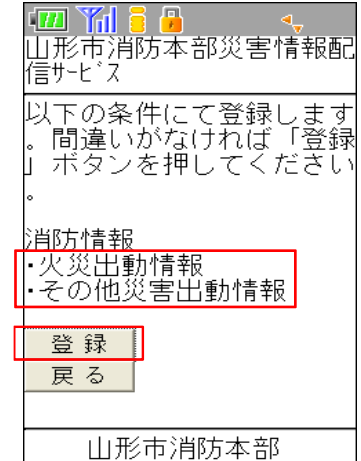 山形市消防本部災害情報配
信ｻｰﾋﾞｽ
以下の条件にて登録します
。間違いがなければ「登録
」ボタンを押してください
。
消防情報
・火災出動情報
・その他災害出動情報
登録
戻る
山形市消防本部